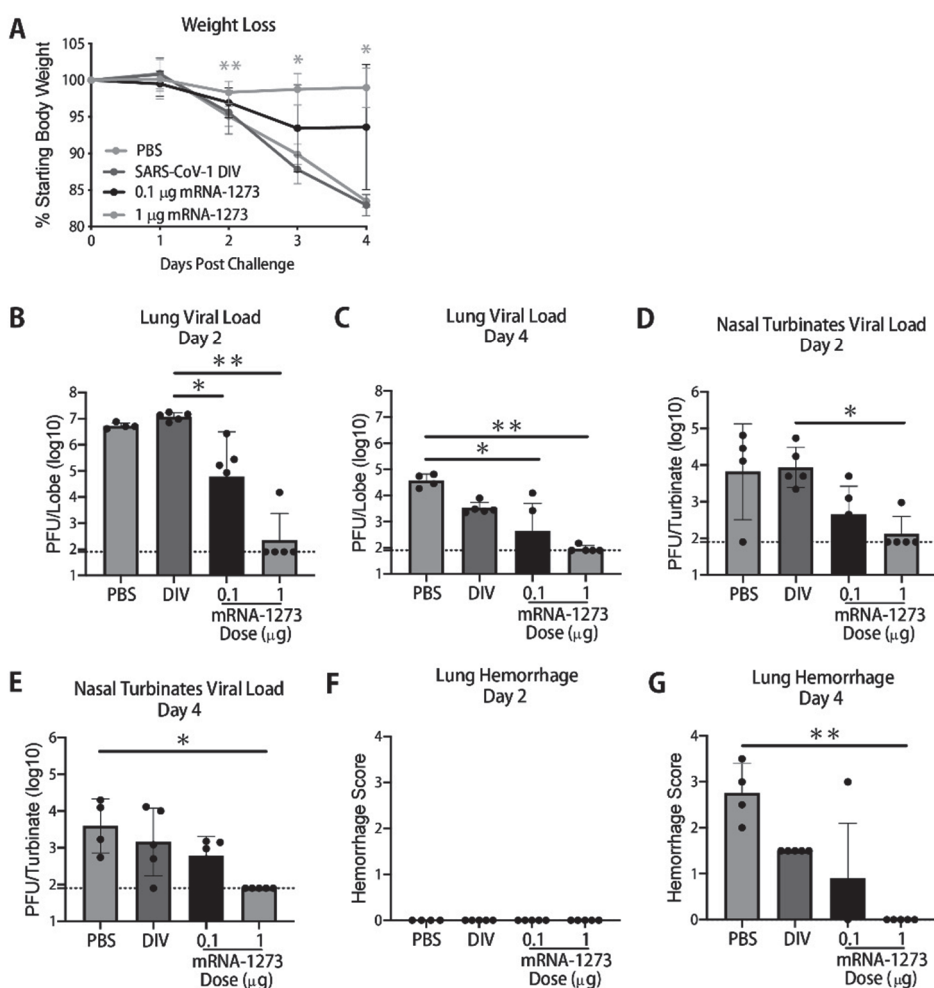 A
Weight Loss
% Starting Body Weight
105
100
95
90
85
80
** * *
PBS
SARS-CoV-1 DIV
0.1 μg mRNA-1273
1 μg mRNA-1273
0 1 2 3 4
Days Post Challenge
B
Lung Viral Load
Day 2
PFU/Lobe (log10)
8
7
6
5
4
3
2
1
**
*
PBS DIV 0.1 1
mRNA-1273
Dose (μg)
C
Lung Viral Load
Day 4
PFU/Lobe (log10)
8
7
6
5
4
3
2
1
**
*
PBS DIV 0.1 1
mRNA-1273
Dose (μg)
D
Nasal Turbinates Viral Load
Day 2
PFU/Turbinate (log10)
6
5
4
3
2
1
*
PBS DIV 0.1 1
mRNA-1273
Dose (μg)
E
Nasal Turbinates Viral Load
Day 4
PFU/Turbinate (log10)
6
5
4
3
2
1
*
PBS DIV 0.1 1
mRNA-1273
Dose (μg)
F
Lung Hemorrhage
Day 2
Hemorrhage Score
4
3
2
1
0
PBS DIV 0.1 1
mRNA-1273
Dose (μg)
G
Lung Hemorrhage
Day 4
Hemorrhage Score
4
3
2
1
0
**
PBS DIV 0.1 1
mRNA-1273
Dose (μg)